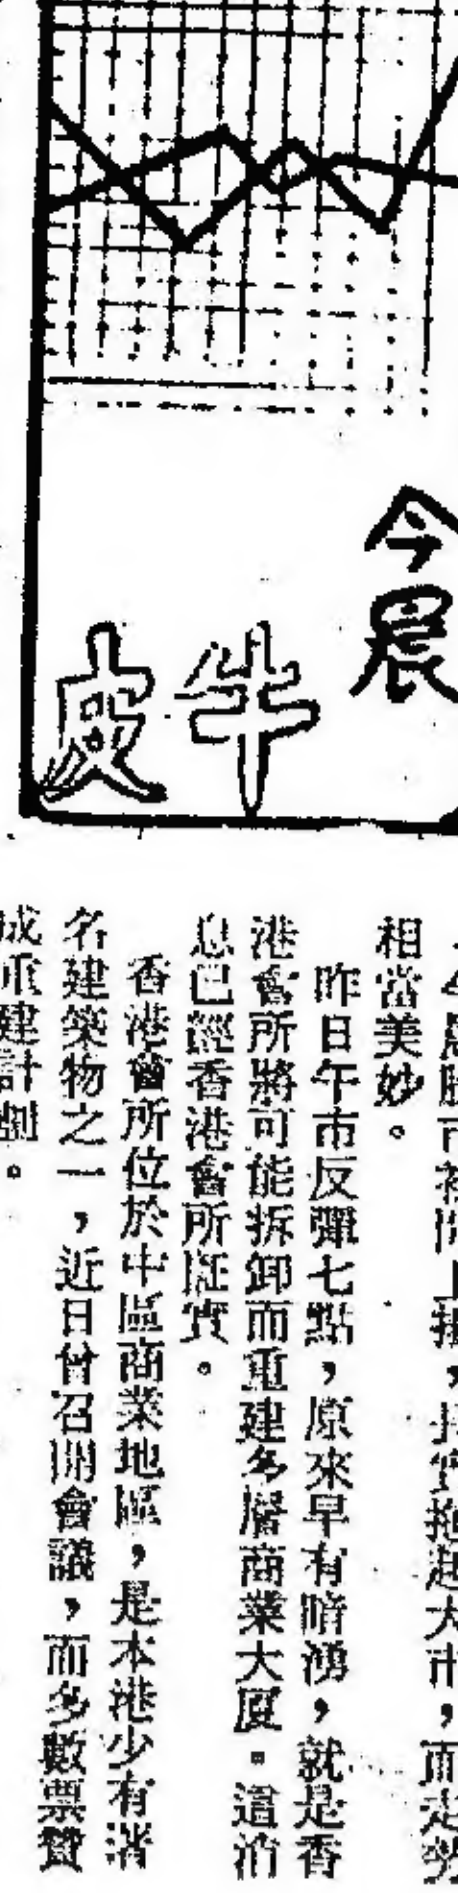 今晨
牛
皮
相當美妙。
昨日午市反彈七點,原來早有暗湧,就是香
港會所將可能拆卸而重建多層商業大厦。這消
息已經香港會所証實。
香港會所位於中區商業地區,是本港少有著
名建築物之一,近日曾召開會議,而多數票贊
成重建計劃。